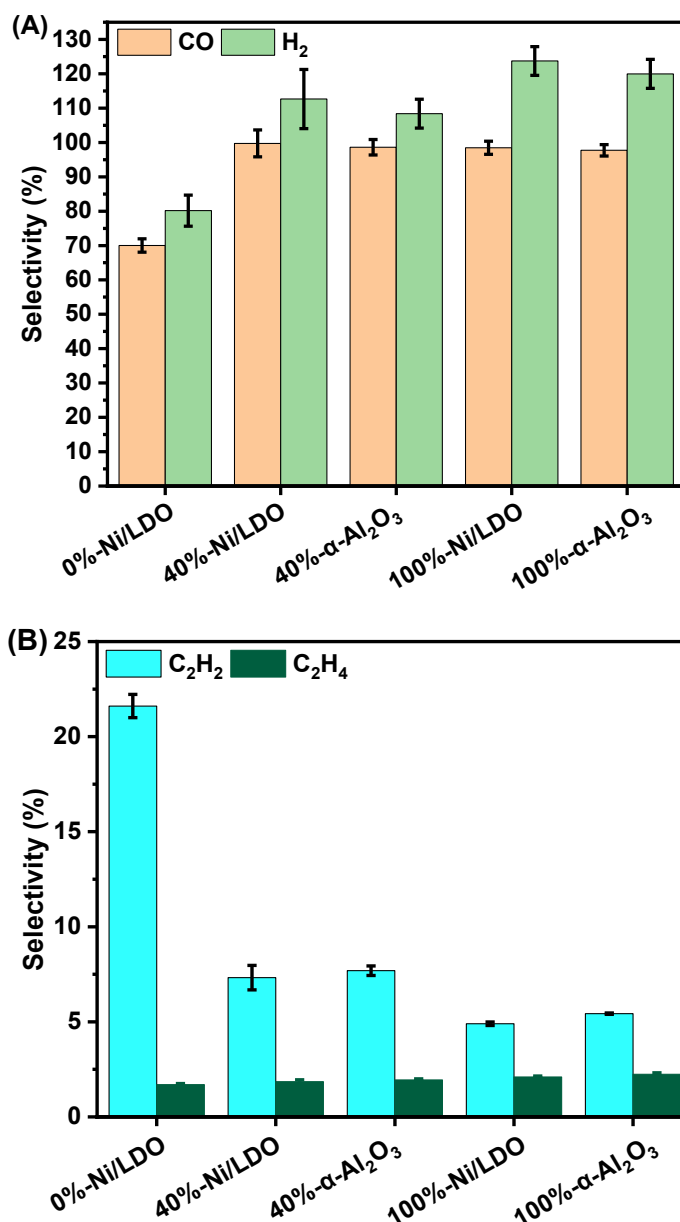 (A)
CO H₂
Selectivity (%)
130
120
110
100
90
80
70
60
50
40
30
20
10
0
0%-Ni/LDO
40%-Ni/LDO
40%-α-Al₂O₃
100%-Ni/LDO
100%-α-Al₂O₃
(B)
C₂H₂ C₂H₄
Selectivity (%)
25
20
15
10
5
0
0%-Ni/LDO
40%-Ni/LDO
40%-α-Al₂O₃
100%-Ni/LDO
100%-α-Al₂O₃